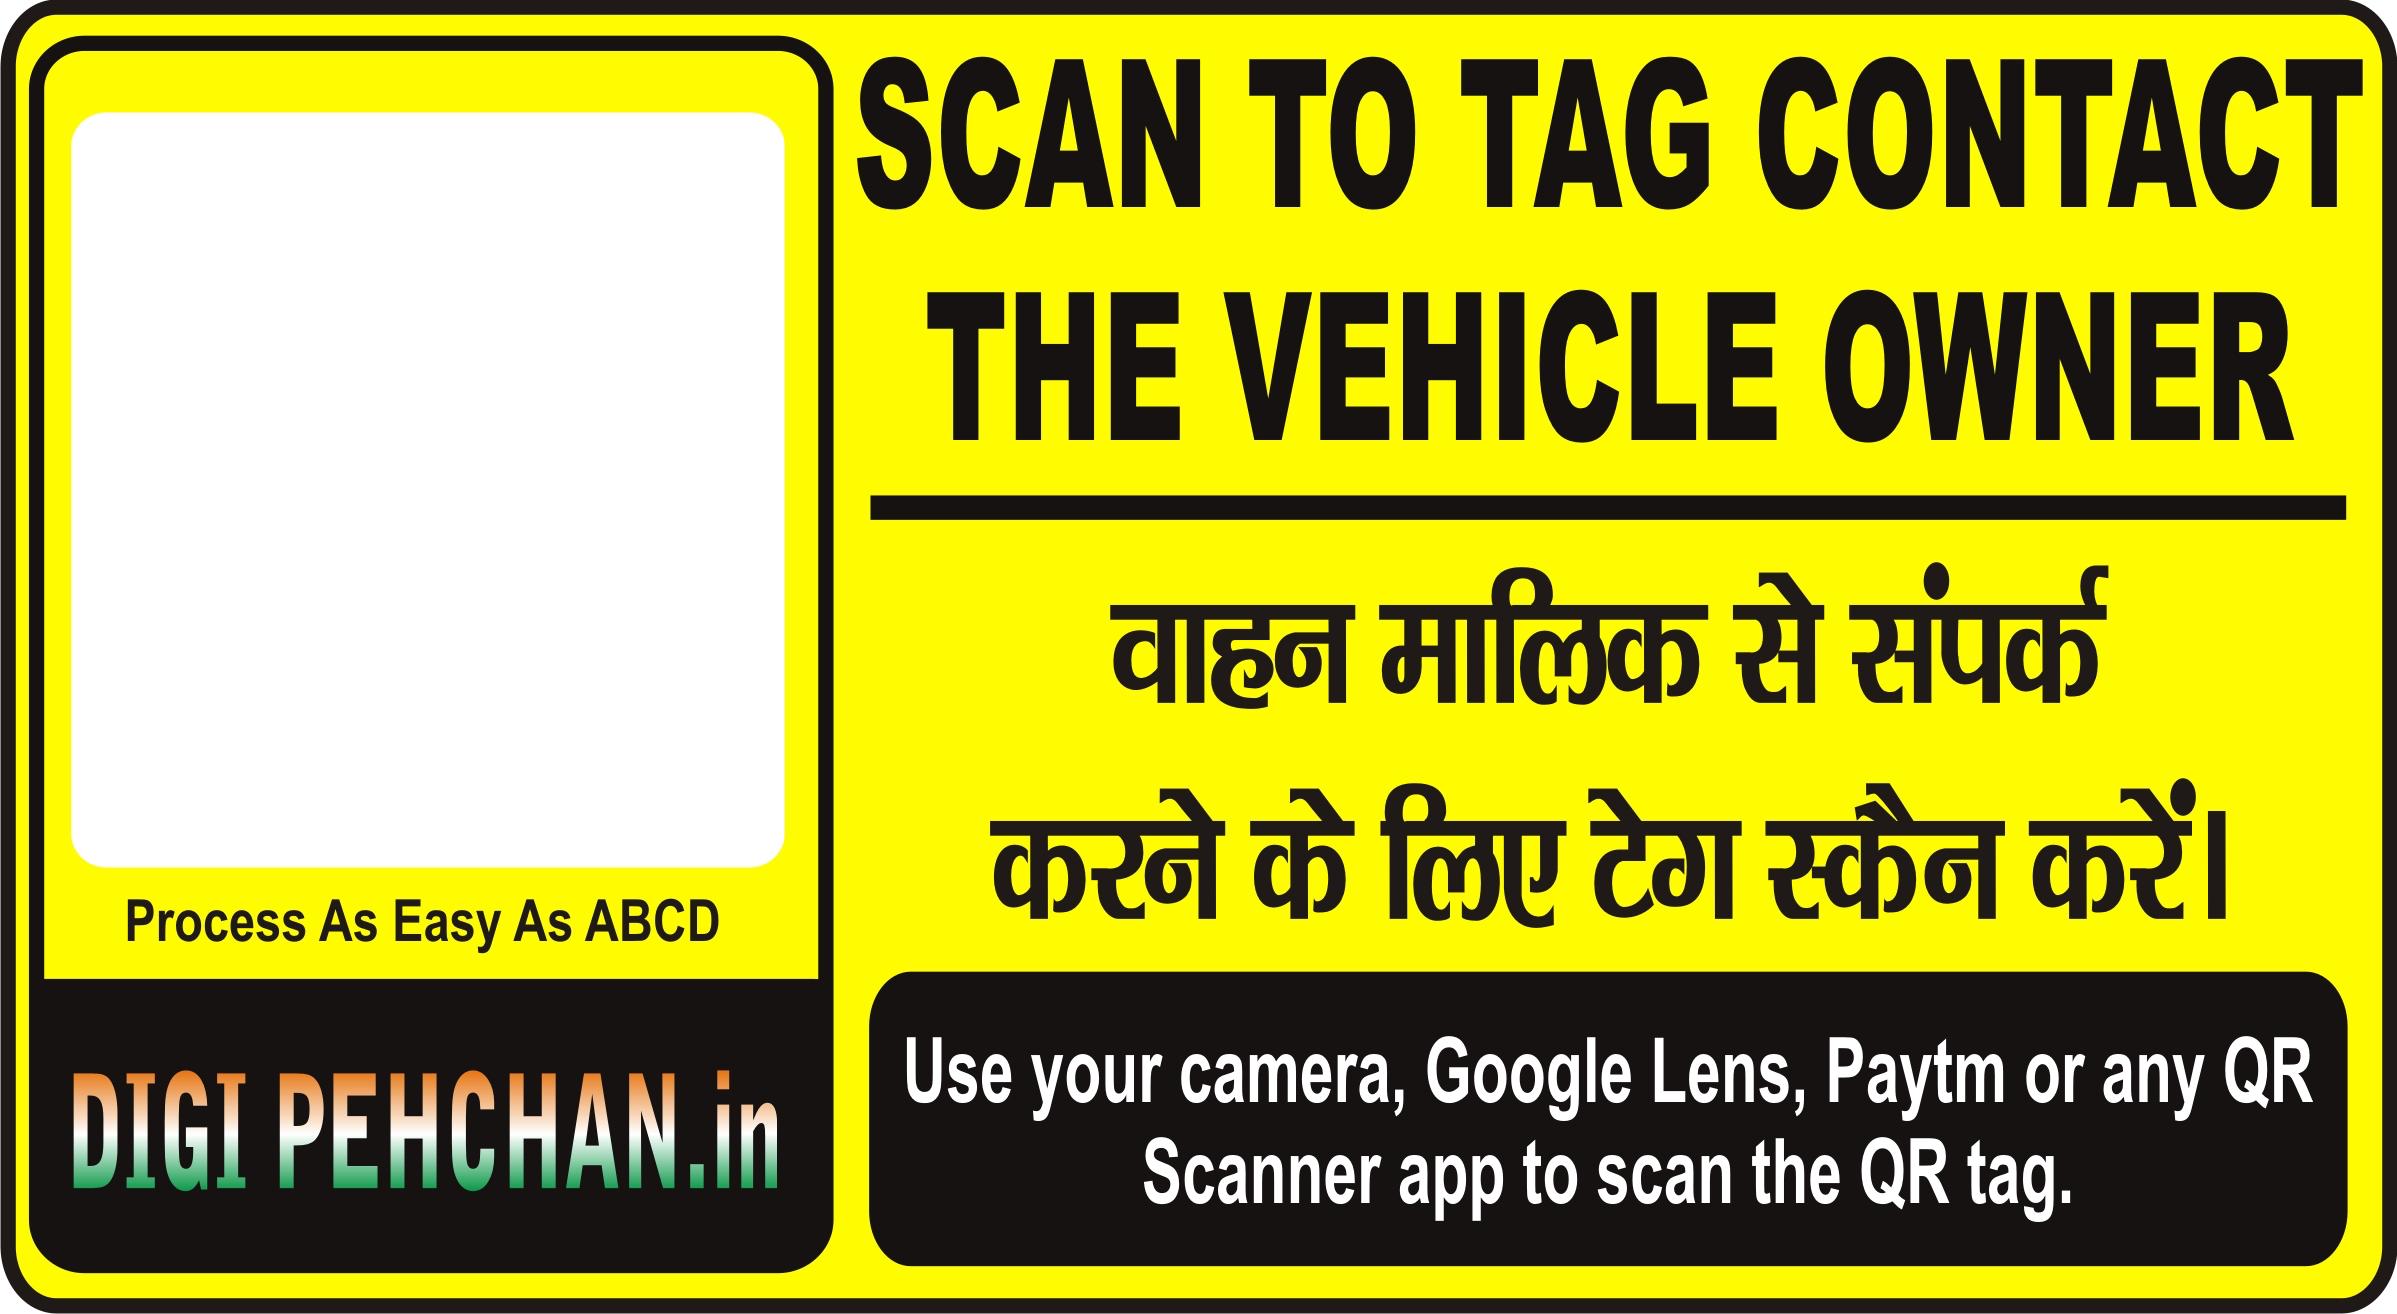 SCAN TO TAG CONTACT
THE VEHICLE OWNER
वाहन मालिक से संपर्क
करने के लिए टेग स्कैन करें।
Process As Easy As ABCD
DIGI PEHCHAN.in
Use your camera, Google Lens, Paytm or any QR
Scanner app to scan the QR tag.